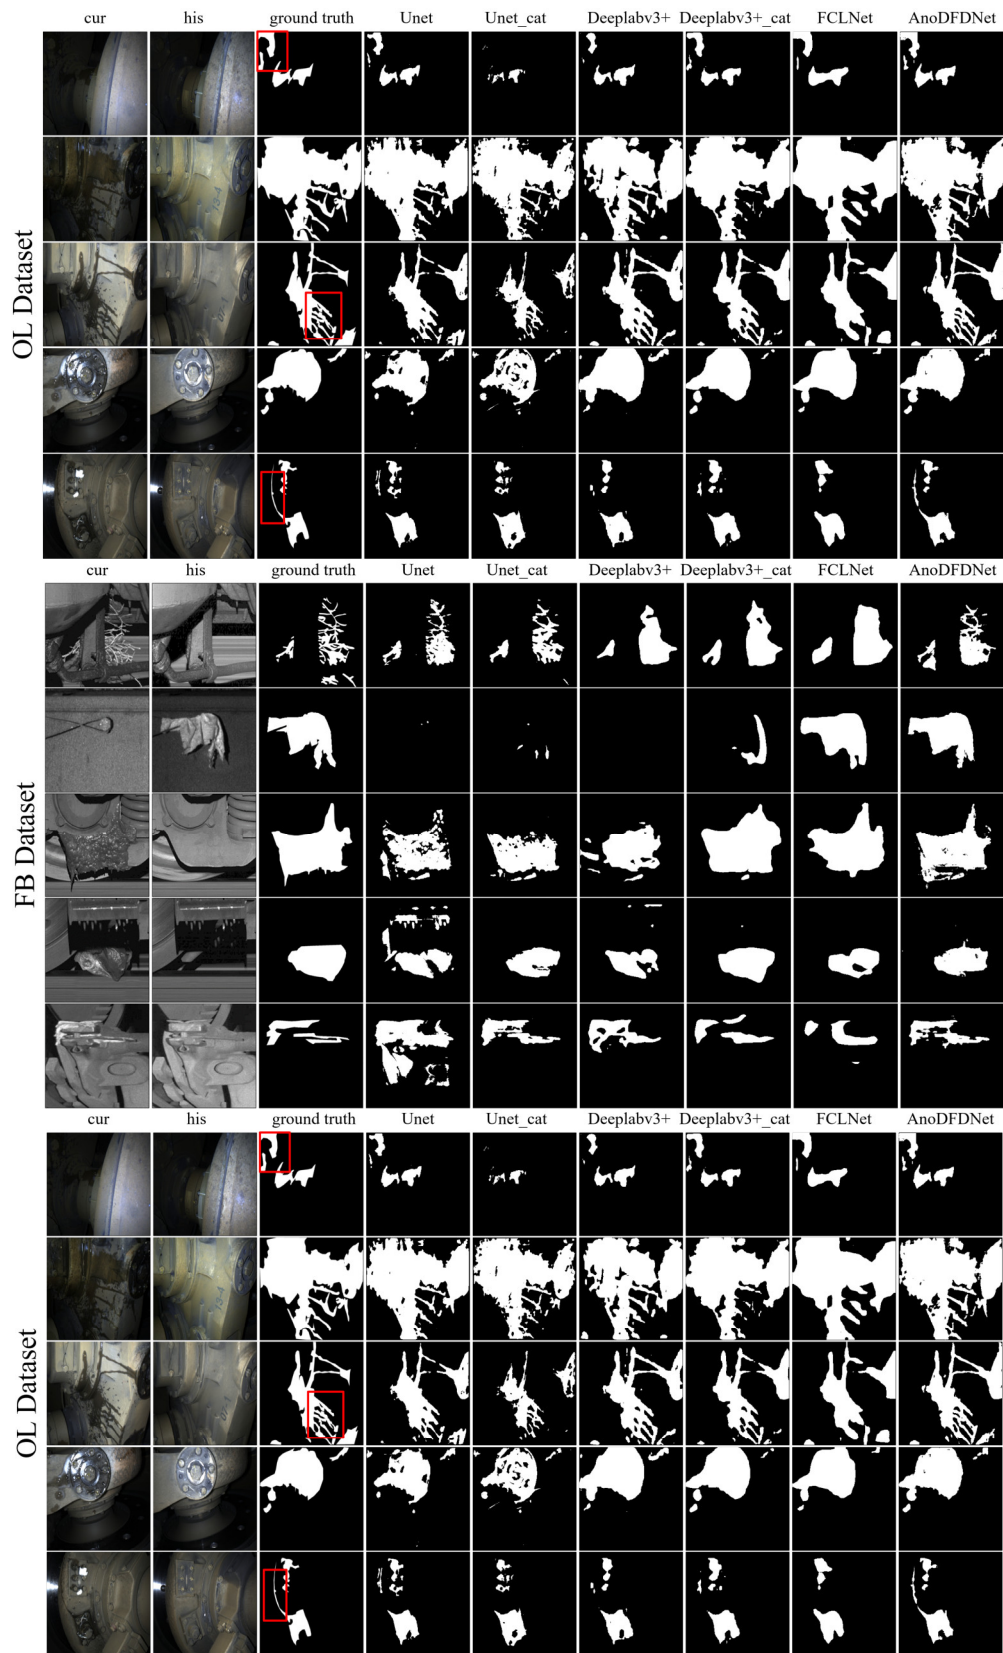 cur his ground truth Unet Unet_cat Deeplabv3+ Deeplabv3+_cat FCLNet AnoDFDNet
OL Dataset
cur his ground truth Unet Unet_cat Deeplabv3+ Deeplabv3+_cat FCLNet AnoDFDNet
FB Dataset
cur his ground truth Unet Unet_cat Deeplabv3+ Deeplabv3+_cat FCLNet AnoDFDNet
OL Dataset